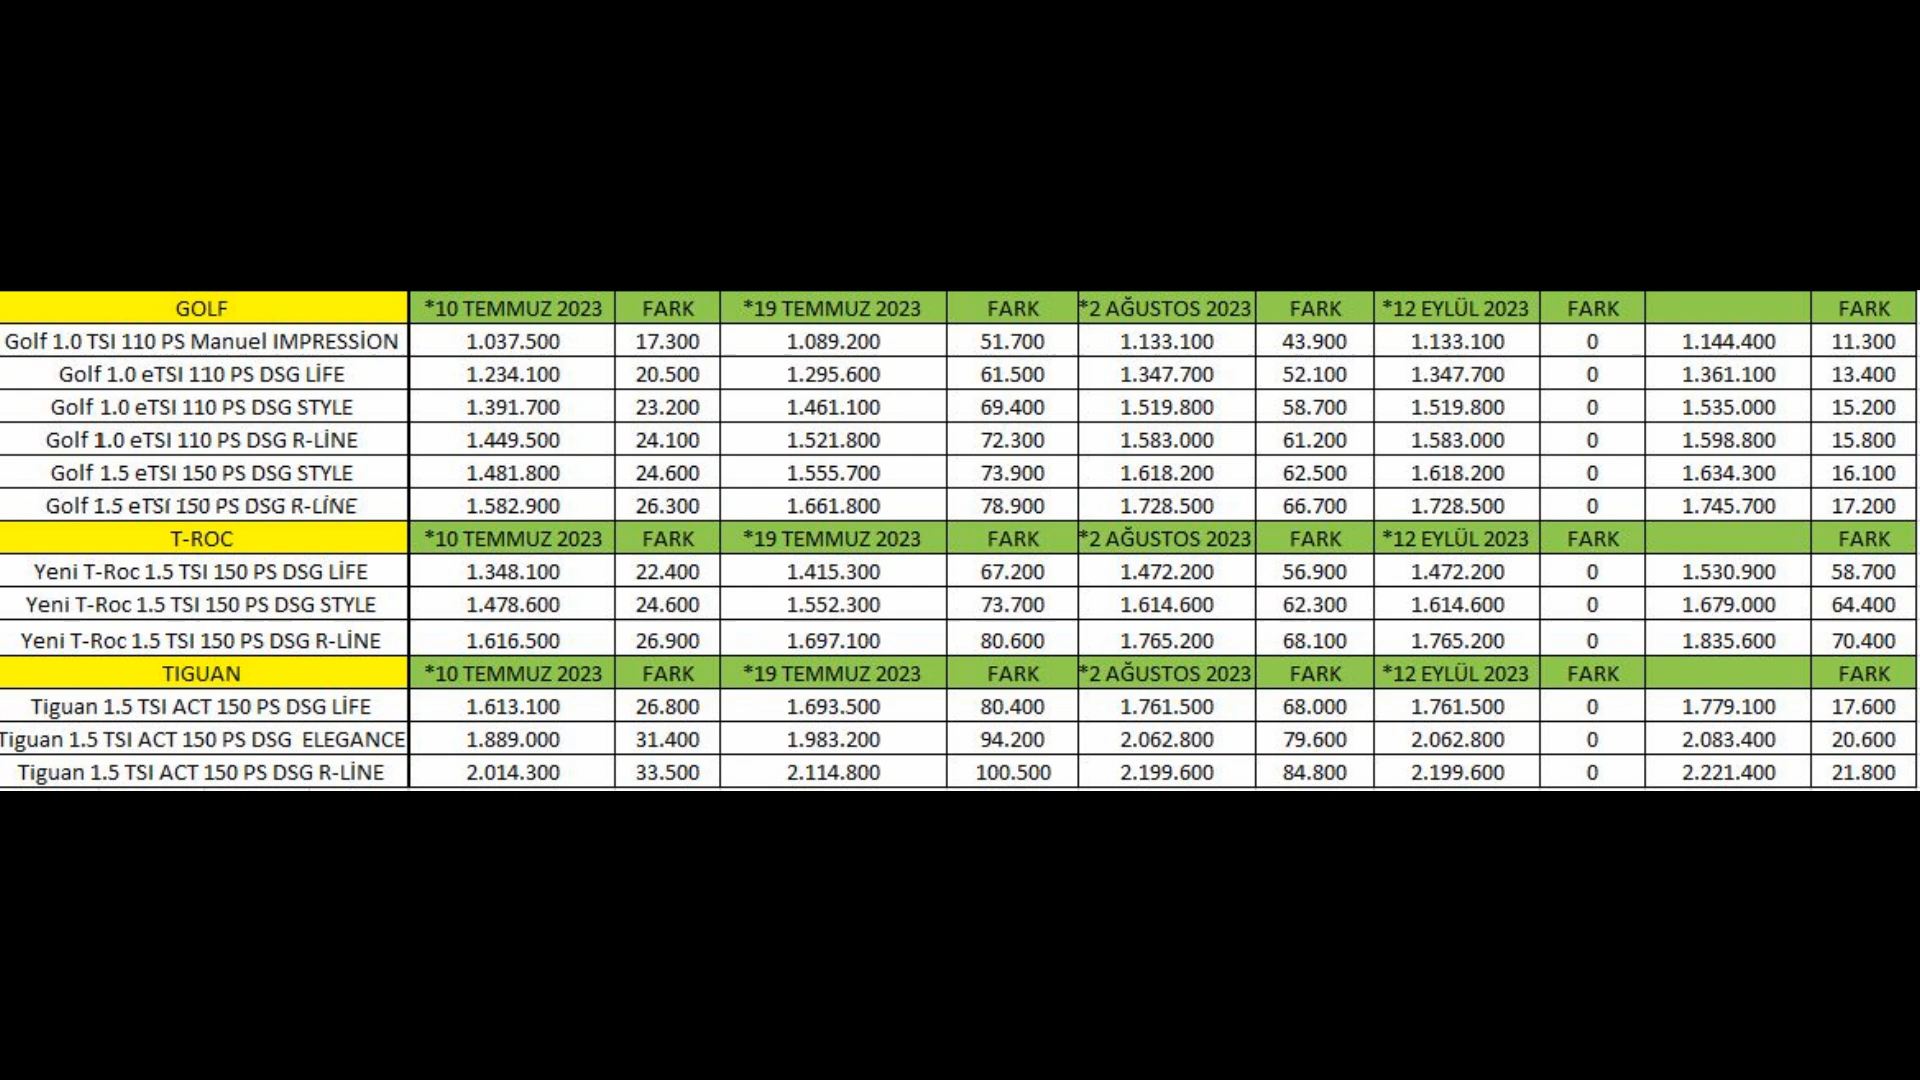 GOLF *10 TEMMUZ 2023 FARK *19 TEMMUZ 2023 FARK *2 AĞUSTOS 2023 FARK *12 EYLÜL 2023 FARK FARK
Golf 1.0 TSI 110 PS Manuel IMPRESSİON 1.037.500 17.300 1.089.200 51.700 1.133.100 43.900 1.133.100 0 1.144.400 11.300
Golf 1.0 eTSI 110 PS DSG LİFE 1.234.100 20.500 1.295.600 61.500 1.347.700 52.100 1.347.700 0 1.361.100 13.400
Golf 1.0 eTSI 110 PS DSG STYLE 1.391.700 23.200 1.461.100 69.400 1.519.800 58.700 1.519.800 0 1.535.000 15.200
Golf 1.0 eTSI 110 PS DSG R-LİNE 1.449.500 24.100 1.521.800 72.300 1.583.000 61.200 1.583.000 0 1.598.800 15.800
Golf 1.5 eTSI 150 PS DSG STYLE 1.481.800 24.600 1.555.700 73.900 1.618.200 62.500 1.618.200 0 1.634.300 16.100
Golf 1.5 eTSI 150 PS DSG R-LİNE 1.582.900 26.300 1.661.800 78.900 1.728.500 66.700 1.728.500 0 1.745.700 17.200
T-ROC *10 TEMMUZ 2023 FARK *19 TEMMUZ 2023 FARK *2 AĞUSTOS 2023 FARK *12 EYLÜL 2023 FARK FARK
Yeni T-Roc 1.5 TSI 150 PS DSG LİFE 1.348.100 22.400 1.415.300 67.200 1.472.200 56.900 1.472.200 0 1.530.900 58.700
Yeni T-Roc 1.5 TSI 150 PS DSG STYLE 1.478.600 24.600 1.552.300 73.700 1.614.600 62.300 1.614.600 0 1.679.000 64.400
Yeni T-Roc 1.5 TSI 150 PS DSG R-LİNE 1.616.500 26.900 1.697.100 80.600 1.765.200 68.100 1.765.200 0 1.835.600 70.400
TIGUAN *10 TEMMUZ 2023 FARK *19 TEMMUZ 2023 FARK *2 AĞUSTOS 2023 FARK *12 EYLÜL 2023 FARK FARK
Tiguan 1.5 TSI ACT 150 PS DSG LİFE 1.613.100 26.800 1.693.500 80.400 1.761.500 68.000 1.761.500 0 1.779.100 17.600
Tiguan 1.5 TSI ACT 150 PS DSG ELEGANCE 1.889.000 31.400 1.983.200 94.200 2.062.800 79.600 2.062.800 0 2.083.400 20.600
Tiguan 1.5 TSI ACT 150 PS DSG R-LİNE 2.014.300 33.500 2.114.800 100.500 2.199.600 84.800 2.199.600 0 2.221.400 21.800